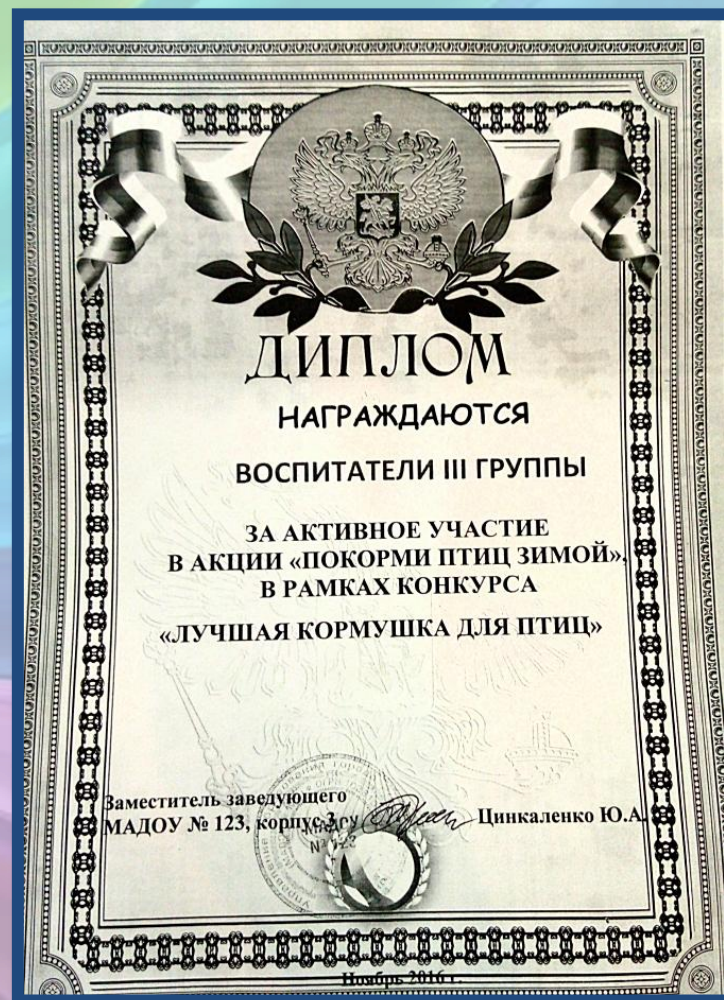 ДИПЛОМ
НАГРАЖДАЮТСЯ
ВОСПИТАТЕЛИ III ГРУППЫ
ЗА АКТИВНОЕ УЧАСТИЕ
В АКЦИИ «ПОКОРМИ ПТИЦ ЗИМОЙ»,
В РАМКАХ КОНКУРСА
«ЛУЧШАЯ КОРМУШКА ДЛЯ ПТИЦ»
Заместитель заведующего
МАДОУ № 123, корпус 3 Цинкаленко Ю.А.
Ноябрь 2016 г.